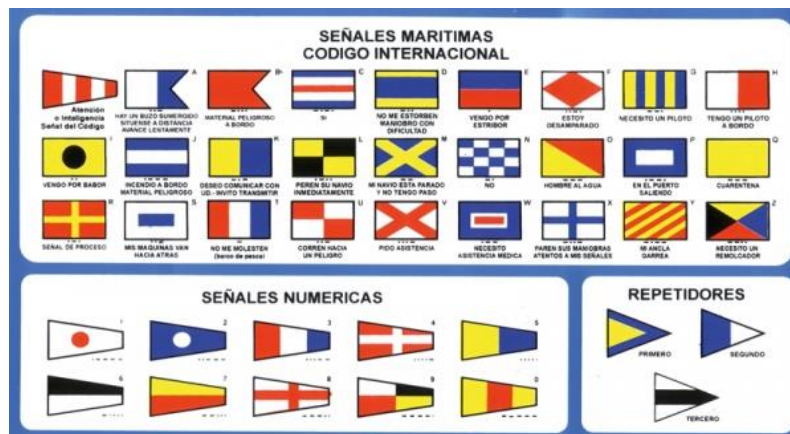 SEÑALES MARITIMAS
CODIGO INTERNACIONAL
A B C D E F G H
Atención
o Inteligencia
Señal del Código
HAY UN BUZO SUMERGIDO
SITUENSE A DISTANCIA
AVANCE LENTAMENTE
MATERIAL PELIGROSO
A BORDO
SI
NO ME ESTORBEN
MANIOBRO CON
DIFICULTAD
VENGO POR
ESTRIBOR
ESTOY
DESAMPARADO
NECESITO UN PILOTO
TENGO UN PILOTO
A BORDO
I J K L M N O P Q
VENGO POR BABOR
INCENDIO A BORDO
MATERIAL PELIGROSO
DESEO COMUNICAR CON
UD.- INVITO TRANSMITIR
PEREN SU NAVIO
INMEDIATAMENTE
MI NAVIO ESTA PARADO
Y NO TENGO PASO
NO
HOMBRE AL AGUA
EN EL PUERTO
SALIENDO
CUARENTENA
R S T U V W X Y Z
SEÑAL DE PROCESO
MIS MAQUINAS VAN
HACIA ATRAS
NO ME MOLESTEN
(barco de pesca)
CORREN HACIA
UN PELIGRO
PIDO ASISTENCIA
NECESITO
ASISTENCIA MEDICA
PAREN SUS MANIOBRAS
ATENTOS A MIS SEÑALES
MI ANCLA
GARREA
NECESITO UN
REMOLCADOR
SEÑALES NUMERICAS
1 2 3 4 5
6 7 8 9 0
REPETIDORES
PRIMERO
SEGUNDO
TERCERO